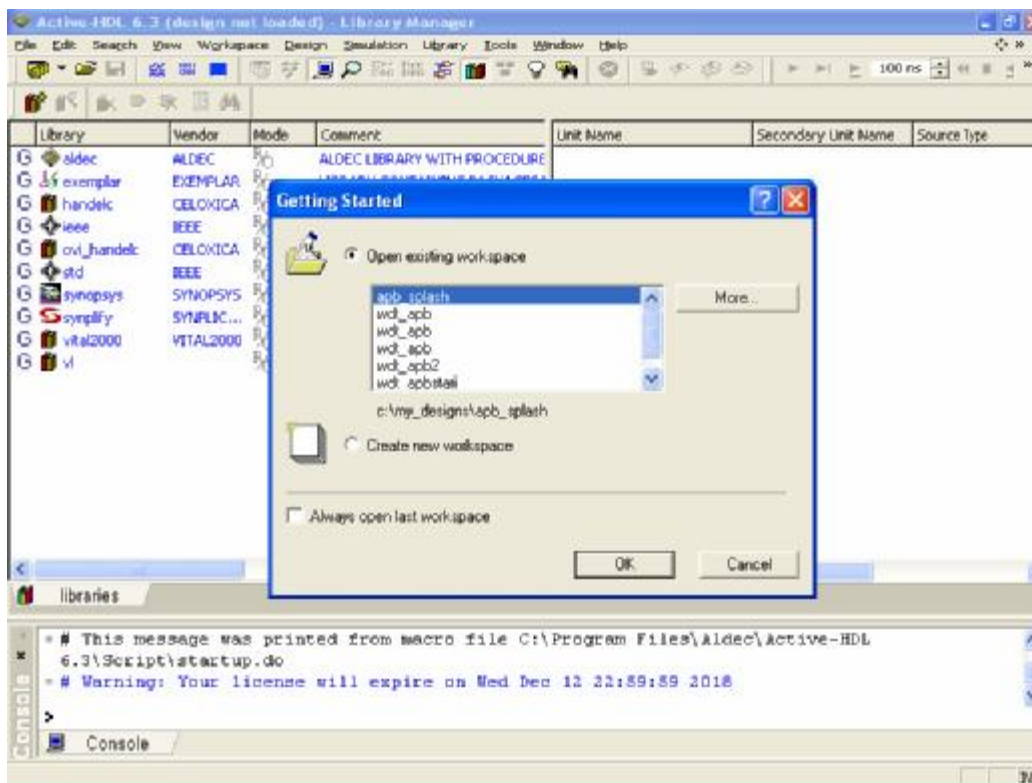 Active-HDL 6.3 (design not loaded) - Library Manager
File Edit Search View Workspace Design Simulation Library Tools Window Help
100 ns
Library Vendor Mode Comment Unit Name Secondary Unit Name Source Type
G aldec ALDEC ALDEC LIBRARY WITH PROCEDURE
G exemplar EXEMPLAR
G handelc CELOXICA
G ieee IEEE
G ovi_handelc CELOXICA
G std IEEE
G synopsys SYNOPSYS
G synplify SYNPLIC...
G vital2000 VITAL2000
G vl
Getting Started
Open existing workspace
apb_splash
wdt_apb
wdt_apb
wdt_apb
wdt_apb2
wdt_apbstari
More...
c:\my_designs\apb_splash
Create new workspace
Always open last workspace
OK Cancel
libraries
# This message was printed from macro file C:\Program Files\Aldec\Active-HDL
6.3\Script\startup.do
# Warning: Your license will expire on Wed Dec 12 22:59:59 2018
>
Console
Console